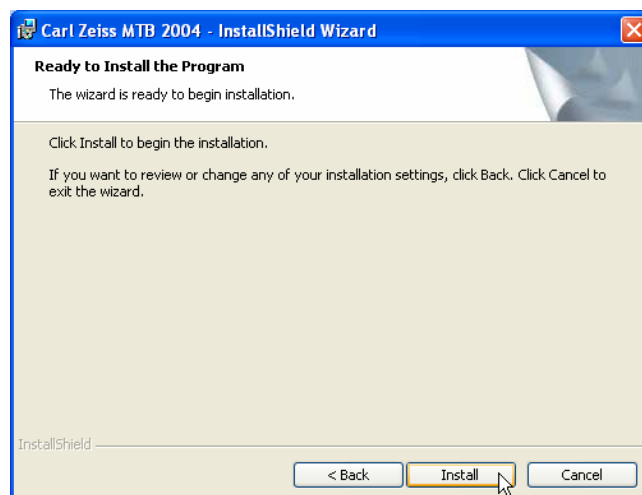 Carl Zeiss MTB 2004 - InstallShield Wizard
Ready to Install the Program
The wizard is ready to begin installation.
Click Install to begin the installation.
If you want to review or change any of your installation settings, click Back. Click Cancel to
exit the wizard.
InstallShield
< Back Install Cancel